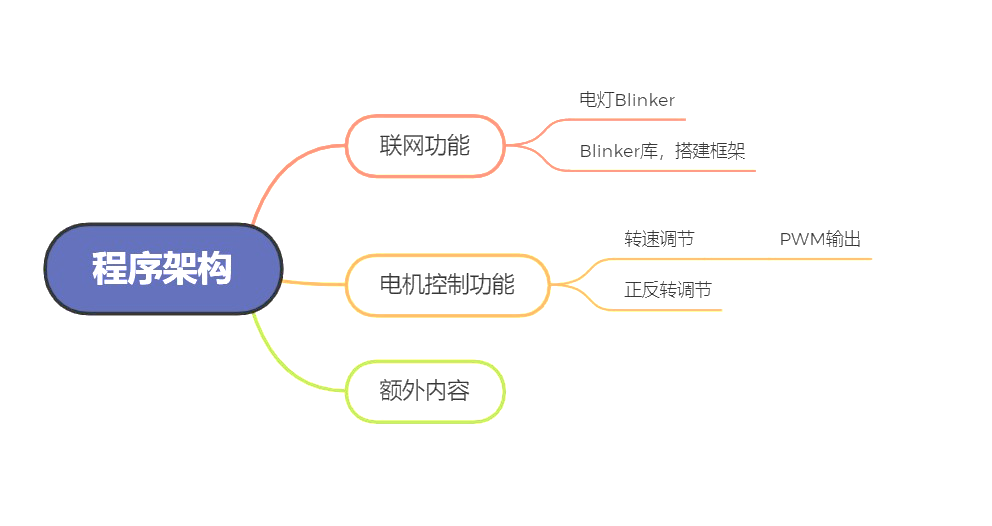 程序架构
联网功能
电灯Blinker
Blinker库，搭建框架
电机控制功能
转速调节
PWM输出
正反转调节
额外内容